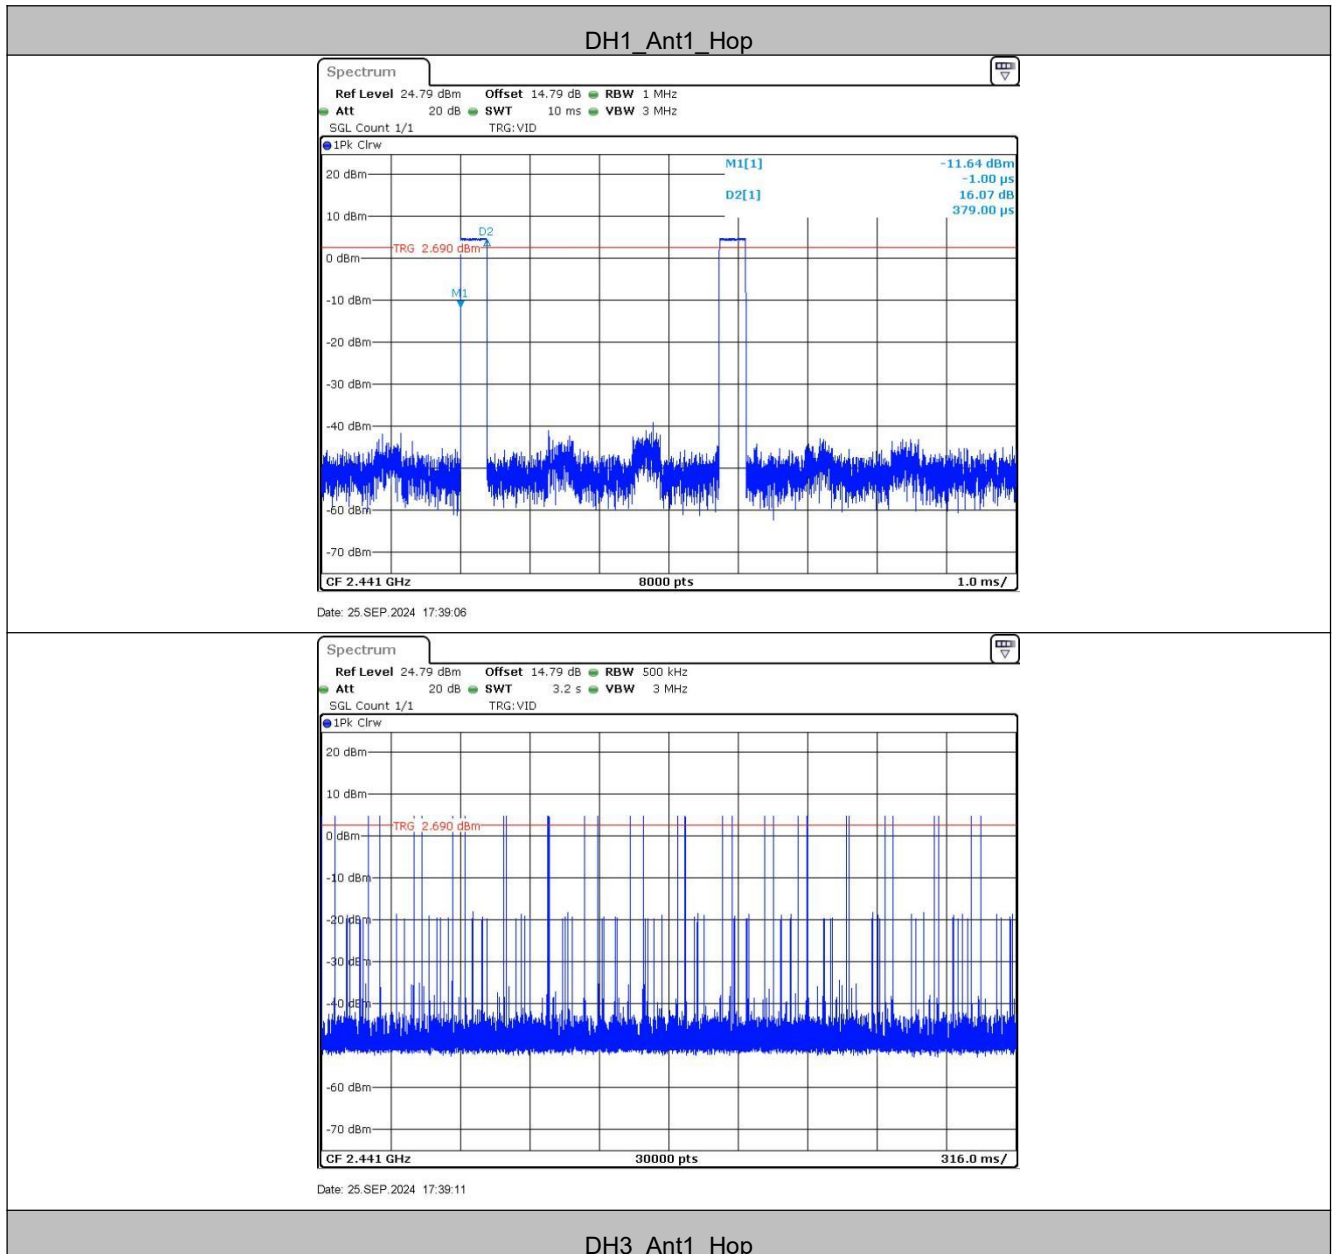 DH1_Ant1_Hop
Spectrum
Ref Level 24.79 dBm Offset 14.79 dB RBW 1 MHz
Att 20 dB SWT 10 ms VBW 3 MHz
SGL Count 1/1 TRG:VID
1Pk Clrw
M1[1] -11.64 dBm
-1.00 µs
D2[1] 16.07 dB
379.00 µs
20 dBm
10 dBm
D2
TRG 2.690 dBm
0 dBm
M1
-10 dBm
-20 dBm
-30 dBm
-40 dBm
-60 dBm
-70 dBm
CF 2.441 GHz 8000 pts 1.0 ms/
Date: 25.SEP.2024 17:39:06
Spectrum
Ref Level 24.79 dBm Offset 14.79 dB RBW 500 kHz
Att 20 dB SWT 3.2 s VBW 3 MHz
SGL Count 1/1 TRG:VID
1Pk Clrw
20 dBm
10 dBm
TRG 2.690 dBm
0 dBm
-10 dBm
-20 dBm
-30 dBm
-40 dBm
-60 dBm
-70 dBm
CF 2.441 GHz 30000 pts 316.0 ms/
Date: 25.SEP.2024 17:39:11
DH3_Ant1_Hop